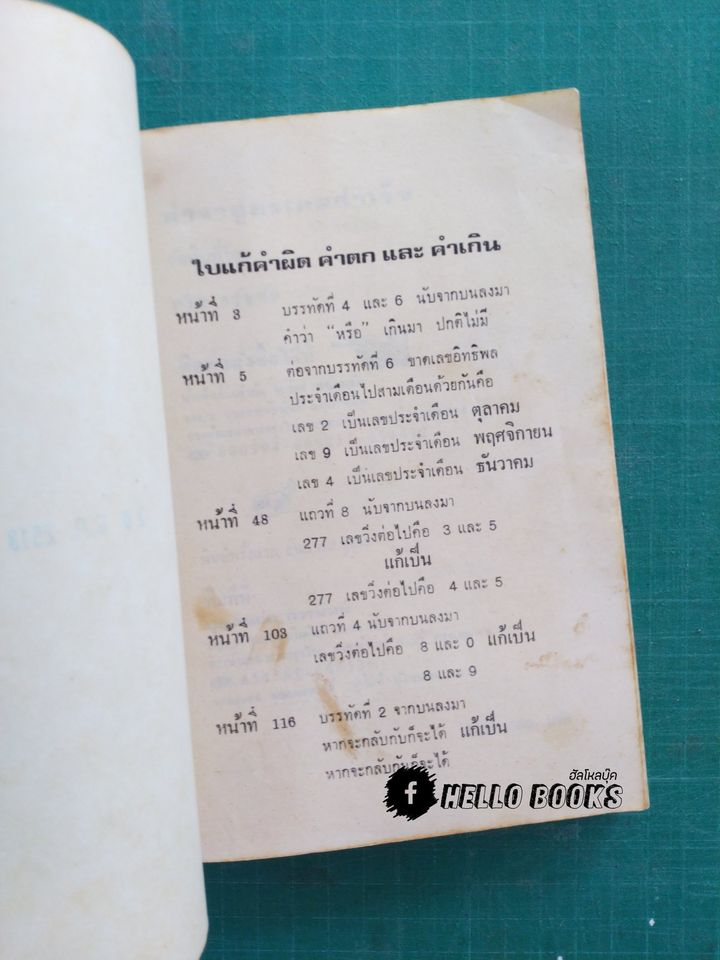 ใบแก้คำผิด คำตก และ คำเกิน
หน้าที่ 3 บรรทัดที่ 4 และ 6 นับจากบนลงมา
คำว่า “หรือ” เกินมา ปกติไม่มี
หน้าที่ 5 ต่อจากบรรทัดที่ 6 ขาดเลขอิทธิพล
ประจำเดือนไปสามเดือนด้วยกันคือ
เลข 2 เป็นเลขประจำเดือน ตุลาคม
เลข 9 เป็นเลขประจำเดือน พฤศจิกายน
เลข 4 เป็นเลขประจำเดือน ธันวาคม
หน้าที่ 48 แถวที่ 8 นับจากบนลงมา
277 เลขวิ่งต่อไปคือ 3 และ 5
แก้เป็น
277 เลขวิ่งต่อไปคือ 4 และ 5
หน้าที่ 103 แถวที่ 4 นับจากบนลงมา
เลขวิ่งต่อไปคือ 8 และ 0 แก้เป็น
8 และ 9
หน้าที่ 116 บรรทัดที่ 2 จากบนลงมา
หากจะกลับกับก็จะได้ แก้เป็น
หากจะกลับกันก็จะได้
ฮัลโหลบุ๊ค
f HELLO BOOKS